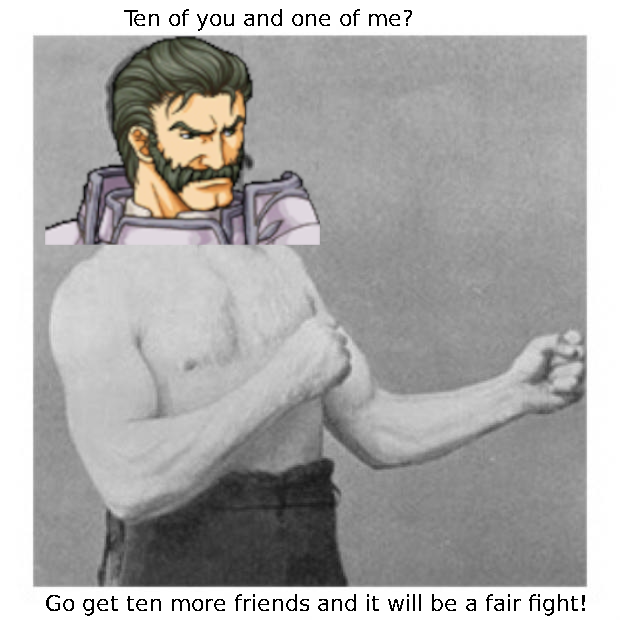 Ten of you and one of me?
Go get ten more friends and it will be a fair fight!